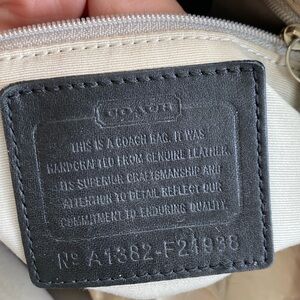 COACH
THIS IS A COACH BAG. IT WAS
HANDCRAFTED FROM GENUINE LEATHER.
ITS SUPERIOR CRAFTSMANSHIP AND
ATTENTION TO DETAIL REFLECT OUR
COMMITMENT TO ENDURING QUALITY.
Nº A1382-F21938